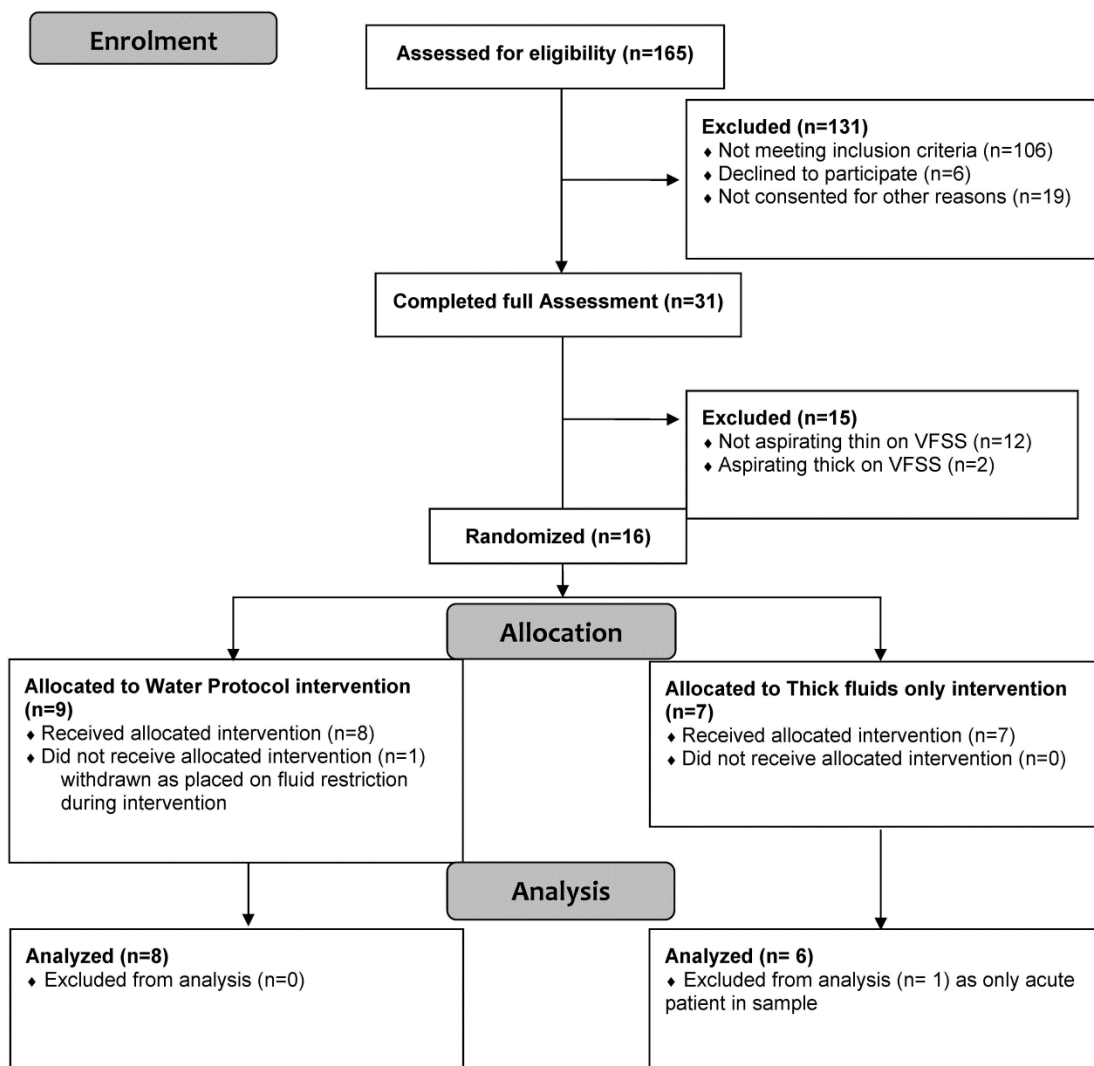 Enrolment
Assessed for eligibility (n=165)
Excluded (n=131)
♦ Not meeting inclusion criteria (n=106)
♦ Declined to participate (n=6)
♦ Not consented for other reasons (n=19)
Completed full Assessment (n=31)
Excluded (n=15)
♦ Not aspirating thin on VFSS (n=12)
♦ Aspirating thick on VFSS (n=2)
Randomized (n=16)
Allocation
Allocated to Water Protocol intervention
(n=9)
♦ Received allocated intervention (n=8)
♦ Did not receive allocated intervention (n=1)
withdrawn as placed on fluid restriction
during intervention
Allocated to Thick fluids only intervention
(n=7)
♦ Received allocated intervention (n=7)
♦ Did not receive allocated intervention (n=0)
Analysis
Analyzed (n=8)
♦ Excluded from analysis (n=0)
Analyzed (n= 6)
♦ Excluded from analysis (n= 1) as only acute
patient in sample